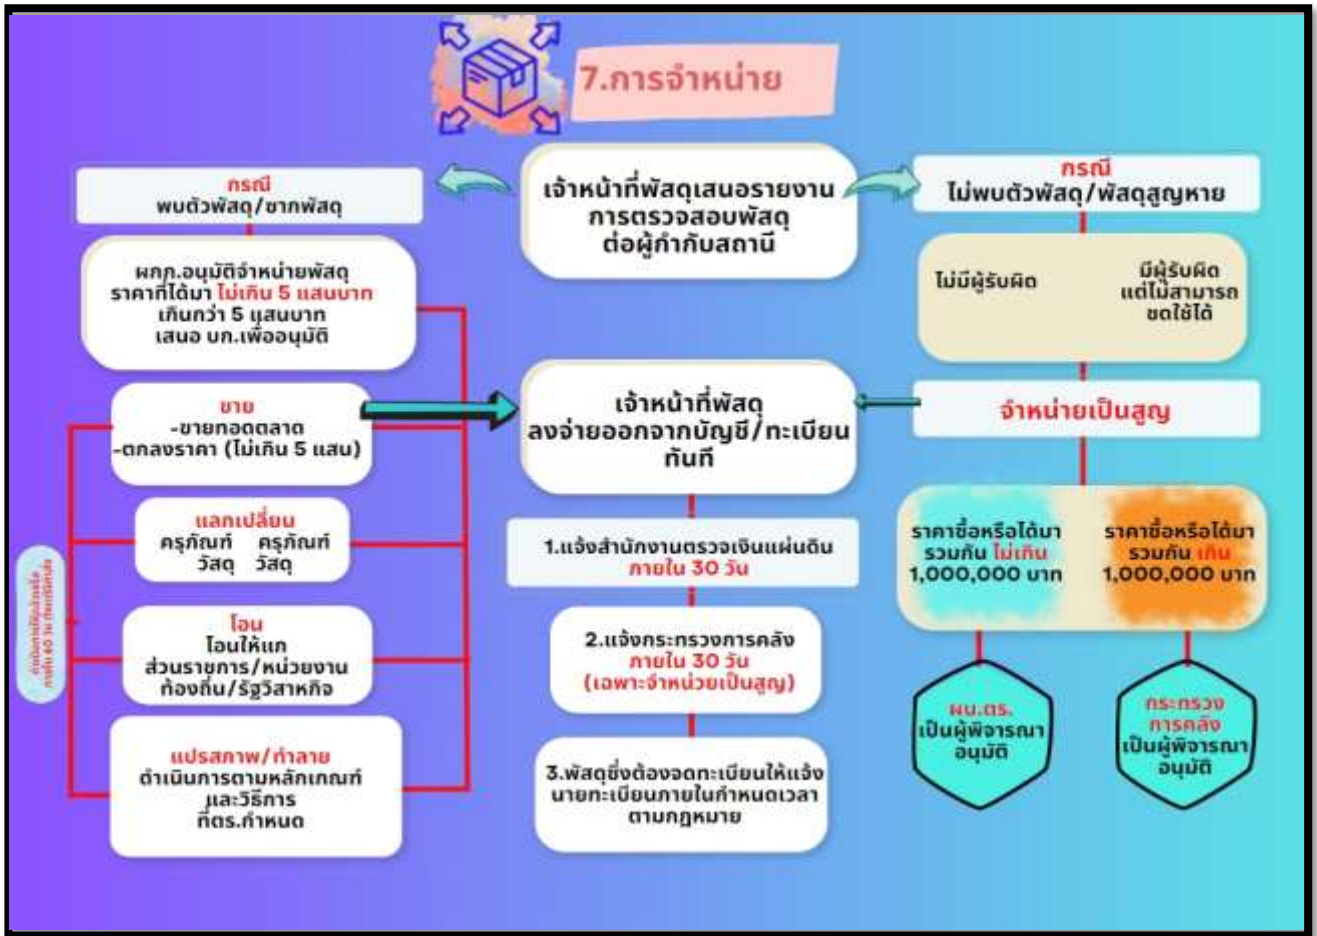 7.การจำหน่าย
เจ้าหน้าที่พัสดุเสนอรายงาน
การตรวจสอบพัสดุ
ต่อผู้กำกับสถานี
กรณี
พบตัวพัสดุ/ซากพัสดุ
ผกก.อนุมัติจำหน่ายพัสดุ
ราคาที่ได้มา ไม่เกิน 5 แสนบาท
เกินกว่า 5 แสนบาท
เสนอ บก.เพื่ออนุมัติ
ขาย
-ขายทอดตลาด
-ตกลงราคา (ไม่เกิน 5 แสน)
แลกเปลี่ยน
ครุภัณฑ์ ครุภัณฑ์
วัสดุ วัสดุ
โอน
โอนให้แก่
ส่วนราชการ/หน่วยงาน
ท้องถิ่น/รัฐวิสาหกิจ
แปรสภาพ/ทำลาย
ดำเนินการตามหลักเกณฑ์
และวิธีการ
ที่ตร.กำหนด
เจ้าหน้าที่พัสดุ
ลงจ่ายออกจากบัญชี/ทะเบียน
ทันที
1.แจ้งสำนักงานตรวจเงินแผ่นดิน
ภายใน 30 วัน
2.แจ้งกระทรวงการคลัง
ภายใน 30 วัน
(เฉพาะจำหน่วยเป็นสูญ)
3.พัสดุซึ่งต้องจดทะเบียนให้แจ้ง
นายทะเบียนภายในกำหนดเวลา
ตามกฎหมาย
กรณี
ไม่พบตัวพัสดุ/พัสดุสูญหาย
ไม่มีผู้รับผิด
มีผู้รับผิด
แต่ไม่สามารถ
ชดใช้ได้
จำหน่ายเป็นสูญ
ราคาซื้อหรือได้มา
รวมกัน ไม่เกิน
1,000,000 บาท
ราคาซื้อหรือได้มา
รวมกัน เกิน
1,000,000 บาท
ผบ.ตร.
เป็นผู้พิจารณา
อนุมัติ
กระทรวง
การคลัง
เป็นผู้พิจารณา
อนุมัติ